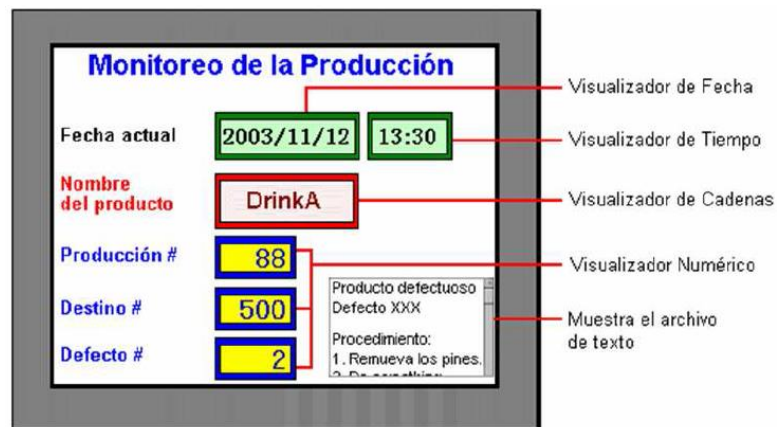 Monitoreo de la Producción
Fecha actual
2003/11/12
13:30
Nombre
del producto
DrinkA
Producción #
88
Destino #
500
Defecto #
2
Producto defectuoso
Defecto XXX
Procedimiento:
1. Remueva los pines.
Visualizador de Fecha
Visualizador de Tiempo
Visualizador de Cadenas
Visualizador Numérico
Muestra el archivo
de texto